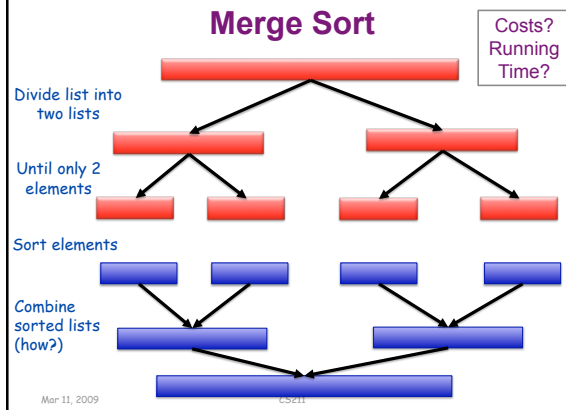 Merge Sort
Costs?
Running
Time?
Divide list into
two lists
Until only 2
elements
Sort elements
Combine
sorted lists
(how?)
Mar 11, 2009
CS211